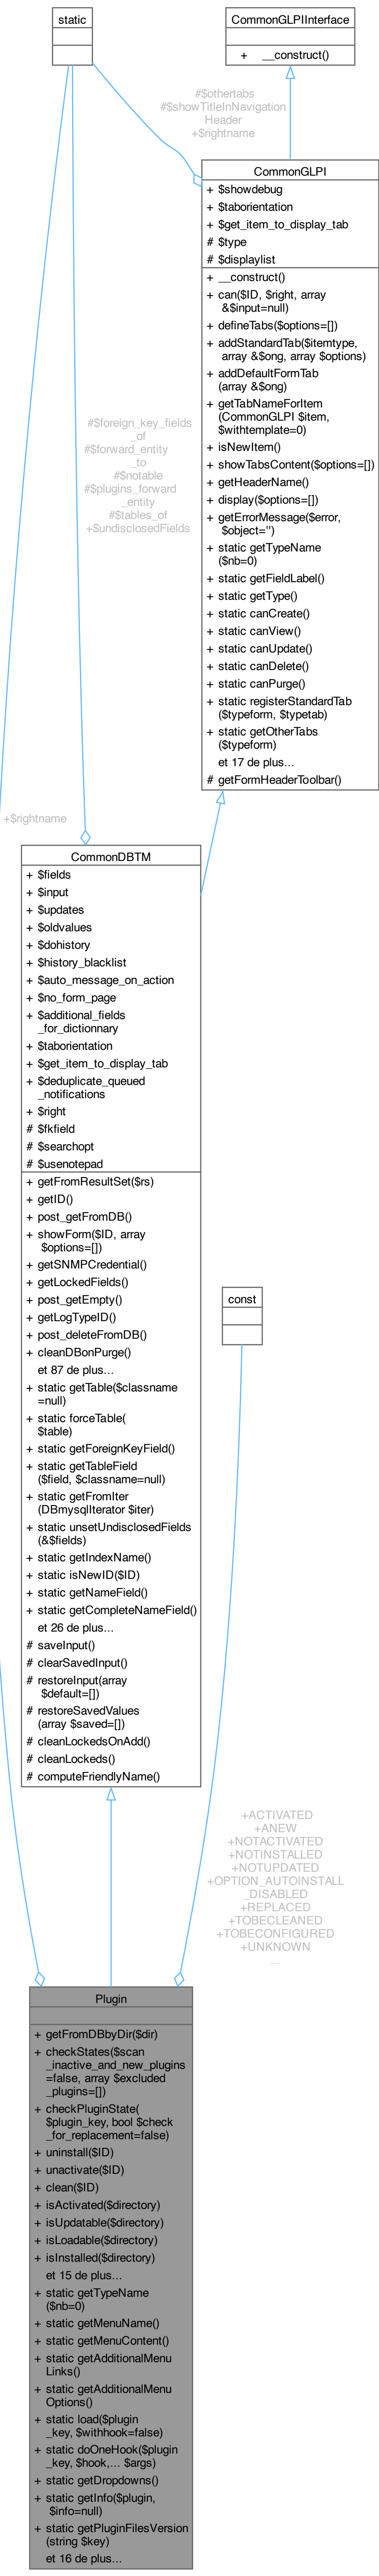 static
CommonGLPIInterface
+ __construct()
#$othertabs
#$showTitleInNavigation
Header
+$rightname
CommonGLPI
+ $showdebug
+ $taborientation
+ $get_item_to_display_tab
# $type
# $displaylist
+ __construct()
+ can($ID, $right, array
&$input=null)
+ defineTabs($options=[])
+ addStandardTab($itemtype,
array &$ong, array $options)
+ addDefaultFormTab
(array &$ong)
+ getTabNameForItem
(CommonGLPI $item,
$withtemplate=0)
+ isNewItem()
+ showTabsContent($options=[])
+ getHeaderName()
+ display($options=[])
+ getErrorMessage($error,
$object='')
+ static getTypeName
($nb=0)
+ static getFieldLabel()
+ static getType()
+ static canCreate()
+ static canView()
+ static canUpdate()
+ static canDelete()
+ static canPurge()
+ static registerStandardTab
($typeform, $typetab)
+ static getOtherTabs
($typeform)
et 17 de plus...
# getFormHeaderToolbar()
#$foreign_key_fields
_of
#$forward_entity
_to
#$notable
#$plugins_forward
_entity
#$tables_of
+$undisclosedFields
+$rightname
CommonDBTM
+ $fields
+ $input
+ $updates
+ $oldvalues
+ $dohistory
+ $history_blacklist
+ $auto_message_on_action
+ $no_form_page
+ $additional_fields
_for_dictionnary
+ $taborientation
+ $get_item_to_display_tab
+ $deduplicate_queued
_notifications
+ $right
# $fkfield
# $searchopt
# $usenotepad
+ getFromResultSet($rs)
+ getID()
+ post_getFromDB()
+ showForm($ID, array
$options=[])
+ getSNMPCredential()
+ getLockedFields()
+ post_getEmpty()
+ getLogTypeID()
+ post_deleteFromDB()
+ cleanDBonPurge()
et 87 de plus...
+ static getTable($classname
=null)
+ static forceTable(
$table)
+ static getForeignKeyField()
+ static getTableField
($field, $classname=null)
+ static getFromIter
(DBmysqlIterator $iter)
+ static unsetUndisclosedFields
(&$fields)
+ static getIndexName()
+ static isNewID($ID)
+ static getNameField()
+ static getCompleteNameField()
et 26 de plus...
# saveInput()
# clearSavedInput()
# restoreInput(array
$default=[])
# restoreSavedValues
(array $saved=[])
# cleanLockedsOnAdd()
# cleanLockeds()
# computeFriendlyName()
const
+ACTIVATED
+ANEW
+NOTACTIVATED
+NOTINSTALLED
+NOTUPDATED
+OPTION_AUTOINSTALL
_DISABLED
+REPLACED
+TOBECLEANED
+TOBECONFIGURED
+UNKNOWN
...
Plugin
+ getFromDBbyDir($dir)
+ checkStates($scan
_inactive_and_new_plugins
=false, array $excluded
_plugins=[])
+ checkPluginState(
$plugin_key, bool $check
_for_replacement=false)
+ uninstall($ID)
+ unactivate($ID)
+ clean($ID)
+ isActivated($directory)
+ isUpdatable($directory)
+ isLoadable($directory)
+ isInstalled($directory)
et 15 de plus...
+ static getTypeName
($nb=0)
+ static getMenuName()
+ static getMenuContent()
+ static getAdditionalMenu
Links()
+ static getAdditionalMenu
Options()
+ static load($plugin
_key, $withhook=false)
+ static doOneHook($plugin
_key, $hook,... $args)
+ static getDropdowns()
+ static getInfo($plugin,
$info=null)
+ static getPluginFilesVersion
(string $key)
et 16 de plus...